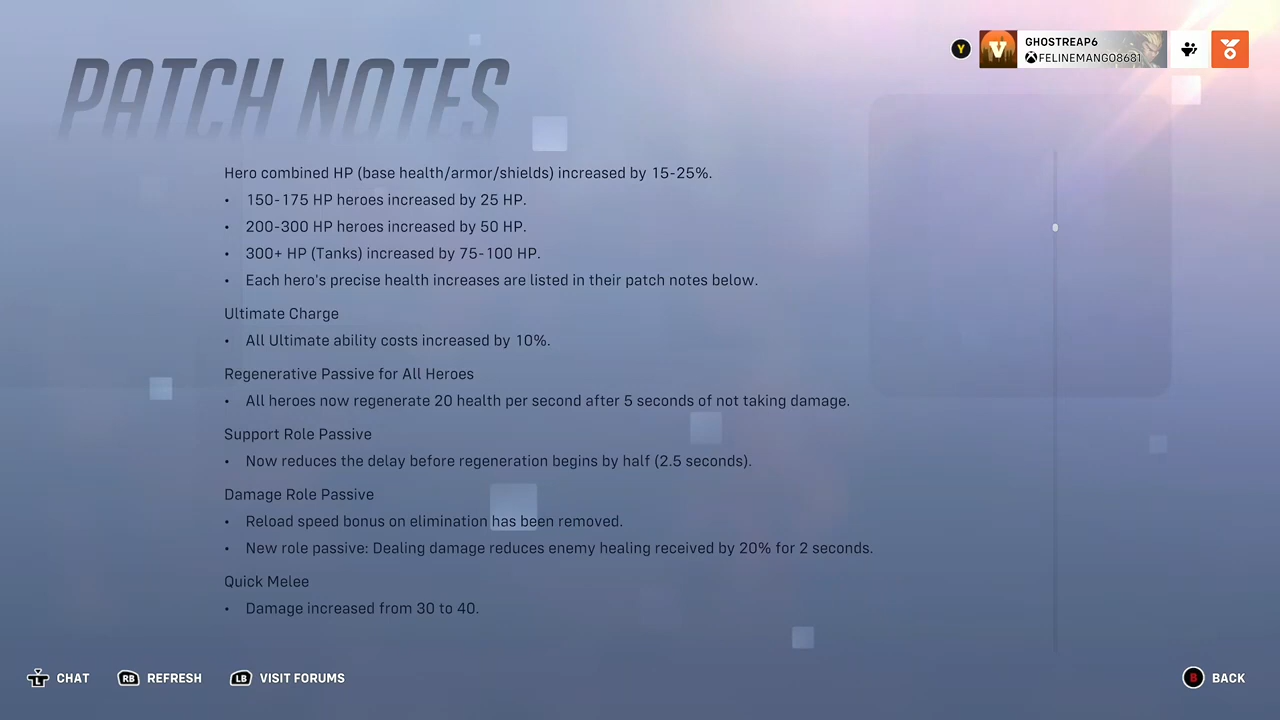 PATCH NOTES
Y
V
GHOSTREAP6
FELINEMANGO8681
Hero combined HP (base health/armor/shields) increased by 15-25%.
• 150-175 HP heroes increased by 25 HP.
• 200-300 HP heroes increased by 50 HP.
• 300+ HP (Tanks) increased by 75-100 HP.
• Each hero's precise health increases are listed in their patch notes below.
Ultimate Charge
• All Ultimate ability costs increased by 10%.
Regenerative Passive for All Heroes
• All heroes now regenerate 20 health per second after 5 seconds of not taking damage.
Support Role Passive
• Now reduces the delay before regeneration begins by half (2.5 seconds).
Damage Role Passive
• Reload speed bonus on elimination has been removed.
• New role passive: Dealing damage reduces enemy healing received by 20% for 2 seconds.
Quick Melee
• Damage increased from 30 to 40.
L CHAT RB REFRESH LB VISIT FORUMS B BACK